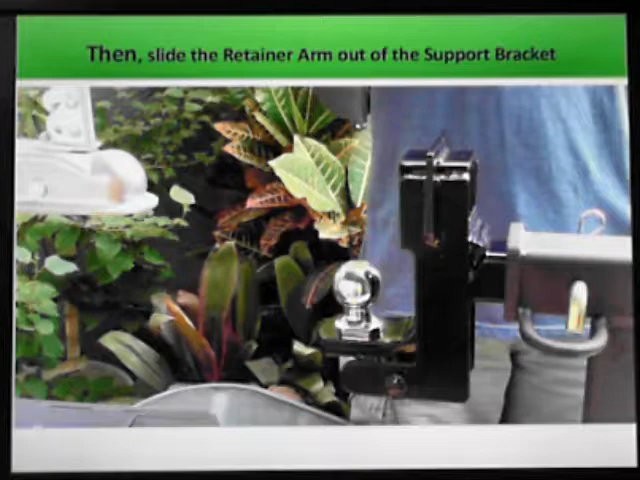 Then, slide the Retainer Arm out of the Support Bracket